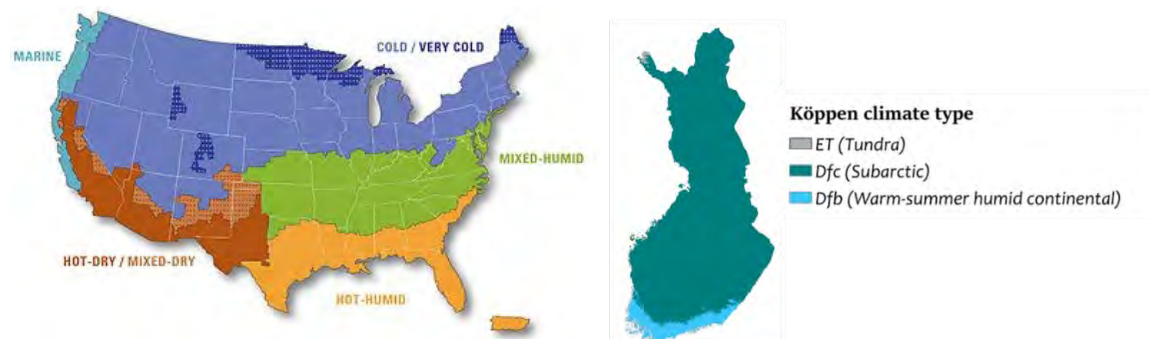 MARINE
COLD / VERY COLD
MIXED-HUMID
HOT-DRY / MIXED-DRY
HOT-HUMID
Köppen climate type
ET (Tundra)
Dfc (Subarctic)
Dfb (Warm-summer humid continental)